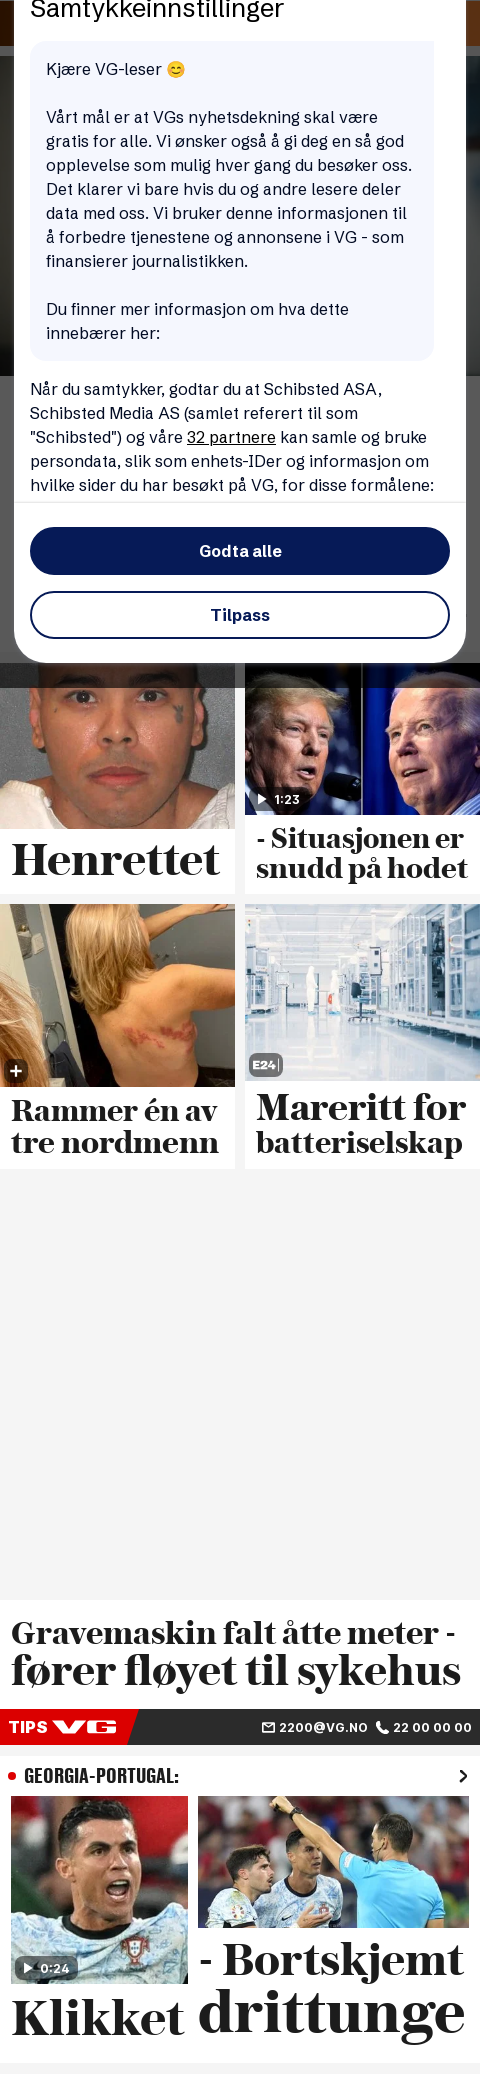 Samtykkeinnstillinger
Kjære VG-leser 😊
Vårt mål er at VGs nyhetsdekning skal være
gratis for alle. Vi ønsker også å gi deg en så god
opplevelse som mulig hver gang du besøker oss.
Det klarer vi bare hvis du og andre lesere deler
data med oss. Vi bruker denne informasjonen til
å forbedre tjenestene og annonsene i VG - som
finansierer journalistikken.
Du finner mer informasjon om hva dette
innebærer her:
Når du samtykker, godtar du at Schibsted ASA,
Schibsted Media AS (samlet referert til som
"Schibsted") og våre 32 partnere kan samle og bruke
persondata, slik som enhets-IDer og informasjon om
hvilke sider du har besøkt på VG, for disse formålene:
Godta alle
Tilpass
Henrettet
1:23
- Situasjonen er
snudd på hodet
Rammer én av
tre nordmenn
E24
Mareritt for
batteriselskap
Gravemaskin falt åtte meter -
fører fløyet til sykehus
TIPS VG 2200@VG.NO 22 00 00 00
GEORGIA-PORTUGAL:
0:24
Klikket
- Bortskjemt
drittunge